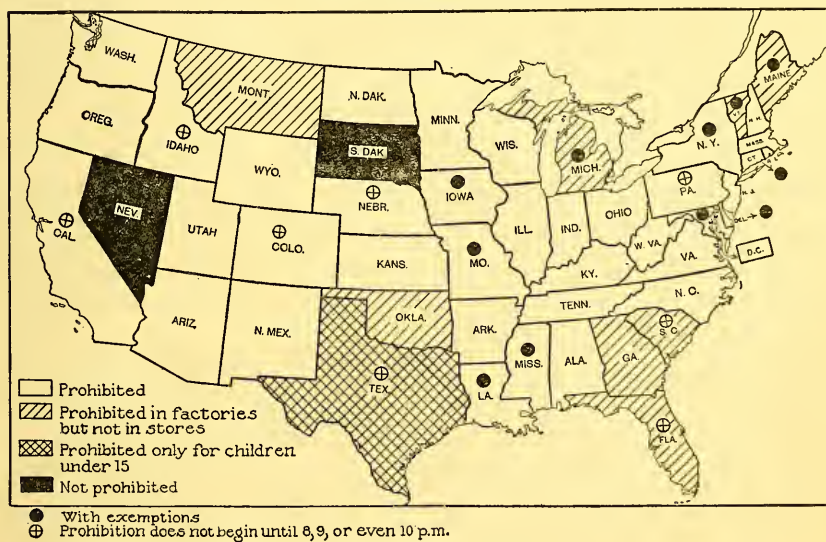 WASH.
MONT.
N. DAK.
MINN.
MAINE
OREG.
IDAHO
S. DAK
WIS.
MICH.
VT.
N.H.
N. Y.
MASS.
CT.
WYO.
NEBR.
IOWA
PA.
N.J.
DEL.
NEV.
UTAH
COLO.
CAL.
ILL.
IND.
OHIO
W. VA.
VA.
D.C.
KANS.
MO.
KY.
ARIZ.
N. MEX.
OKLA.
ARK.
TENN.
N. C.
S. C.
TEX.
LA.
MISS.
ALA.
GA.
FLA.
Prohibited
Prohibited in factories
but not in stores
Prohibited only for children
under 15
Not prohibited
With exemptions
Prohibition does not begin until 8, 9, or even 10 p.m.